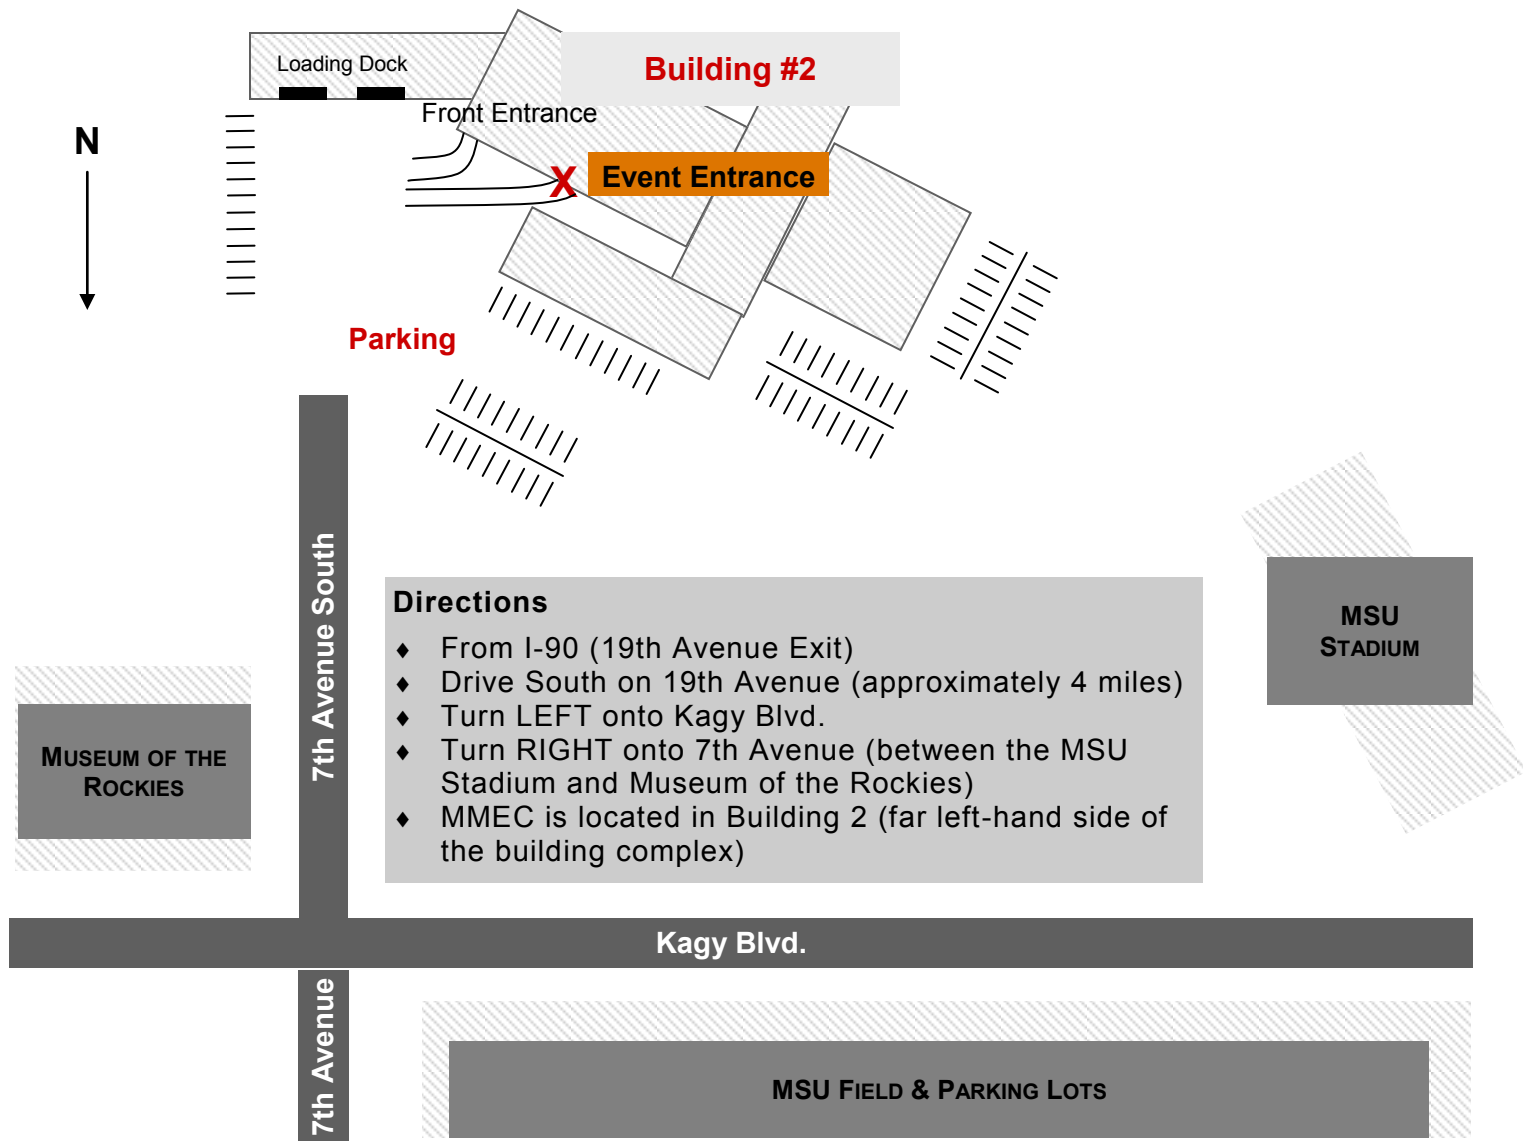 Loading Dock
Building #2
Front Entrance
N
X
Event Entrance
Parking
7th Avenue South
Directions
♦ From I-90 (19th Avenue Exit)
♦ Drive South on 19th Avenue (approximately 4 miles)
♦ Turn LEFT onto Kagy Blvd.
♦ Turn RIGHT onto 7th Avenue (between the MSU
Stadium and Museum of the Rockies)
♦ MMEC is located in Building 2 (far left-hand side of
the building complex)
MSU
STADIUM
MUSEUM OF THE
ROCKIES
Kagy Blvd.
7th Avenue
MSU FIELD & PARKING LOTS